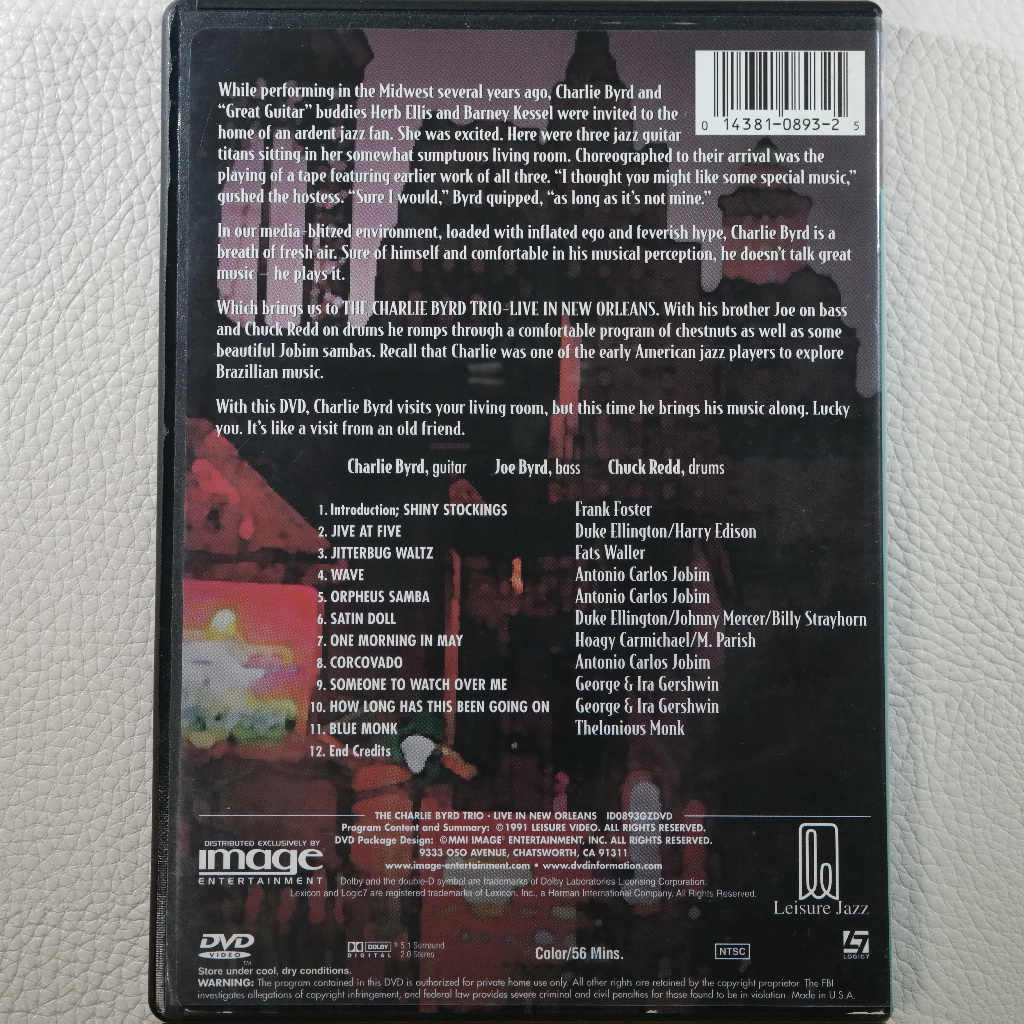 While performing in the Midwest several years ago, Charlie Byrd and
"Great Guitar" buddies Herb Ellis and Barney Kessel were invited to the
home of an ardent jazz fan. She was excited. Here were three jazz guitar
titans sitting in her somewhat sumptuous living room. Choreographed to their arrival was the
playing of a tape featuring earlier work of all three. "I thought you might like some special music,"
gushed the hostess. "Sure I would," Byrd quipped, "as long as it's not mine."
0 14381-0893-2 5
In our media-blitzed environment, loaded with inflated ego and feverish hype, Charlie Byrd is a
breath of fresh air. Sure of himself and comfortable in his musical perception, he doesn't talk great
music – he plays it.
Which brings us to THE CHARLIE BYRD TRIO-LIVE IN NEW ORLEANS. With his brother Joe on bass
and Chuck Redd on drums he romps through a comfortable program of chestnuts as well as some
beautiful Jobim sambas. Recall that Charlie was one of the early American jazz players to explore
Brazillian music.
With this DVD, Charlie Byrd visits your living room, but this time he brings his music along. Lucky
you. It's like a visit from an old friend.
Charlie Byrd, guitar Joe Byrd, bass Chuck Redd, drums
1. Introduction; SHINY STOCKINGS Frank Foster
2. JIVE AT FIVE Duke Ellington/Harry Edison
3. JITTERBUG WALTZ Fats Waller
4. WAVE Antonio Carlos Jobim
5. ORPHEUS SAMBA Antonio Carlos Jobim
6. SATIN DOLL Duke Ellington/Johnny Mercer/Billy Strayhorn
7. ONE MORNING IN MAY Hoagy Carmichael/M. Parish
8. CORCOVADO Antonio Carlos Jobim
9. SOMEONE TO WATCH OVER ME George & Ira Gershwin
10. HOW LONG HAS THIS BEEN GOING ON George & Ira Gershwin
11. BLUE MONK Thelonious Monk
12. End Credits
THE CHARLIE BYRD TRIO - LIVE IN NEW ORLEANS ID0893GZDVD
Program Content and Summary: ©1991 LEISURE VIDEO. ALL RIGHTS RESERVED.
DVD Package Design: ©MMI IMAGE ENTERTAINMENT, INC. ALL RIGHTS RESERVED.
9333 OSO AVENUE, CHATSWORTH, CA 91311
www.image-entertainment.com • www.dvdinformation.com
DISTRIBUTED EXCLUSIVELY BY
image
ENTERTAINMENT
Dolby and the double-D symbol are trademarks of Dolby Laboratories Licensing Corporation.
Lexicon and Logic7 are registered trademarks of Lexicon, Inc., a Harman International Company. All Rights Reserved.
Leisure Jazz
DVD VIDEO™
DOLBY DIGITAL ® 5.1 Surround 2.0 Stereo
Color/56 Mins.
NTSC
L7 LOGIC7
Store under cool, dry conditions.
WARNING: The program contained in this DVD is authorized for private home use only. All other rights are retained by the copyright proprietor. The FBI
investigates allegations of copyright infringement, and federal law provides severe criminal and civil penalties for those found to be in violation. Made in U.S.A.